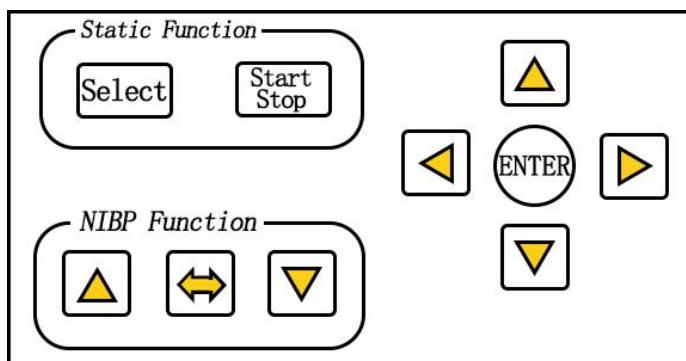 Static Function
Select
Start
Stop
ENTER
NIBP Function